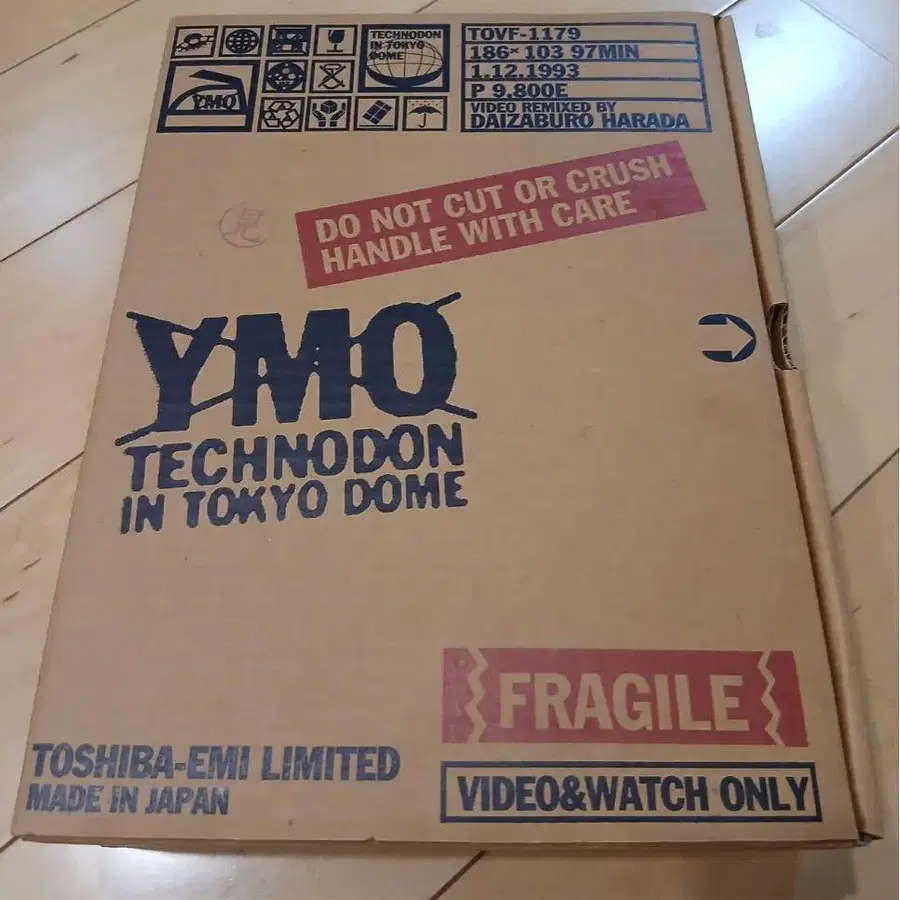 TECHNODON
IN TOKYO
DOME
YMO
TOVF-1179
186× 103 97MIN
1.12.1993
P 9.800E
VIDEO REMIXED BY
DAIZABURO HARADA
DO NOT CUT OR CRUSH
HANDLE WITH CARE
YMO
TECHNODON
IN TOKYO DOME
FRAGILE
TOSHIBA-EMI LIMITED
MADE IN JAPAN
VIDEO&WATCH ONLY